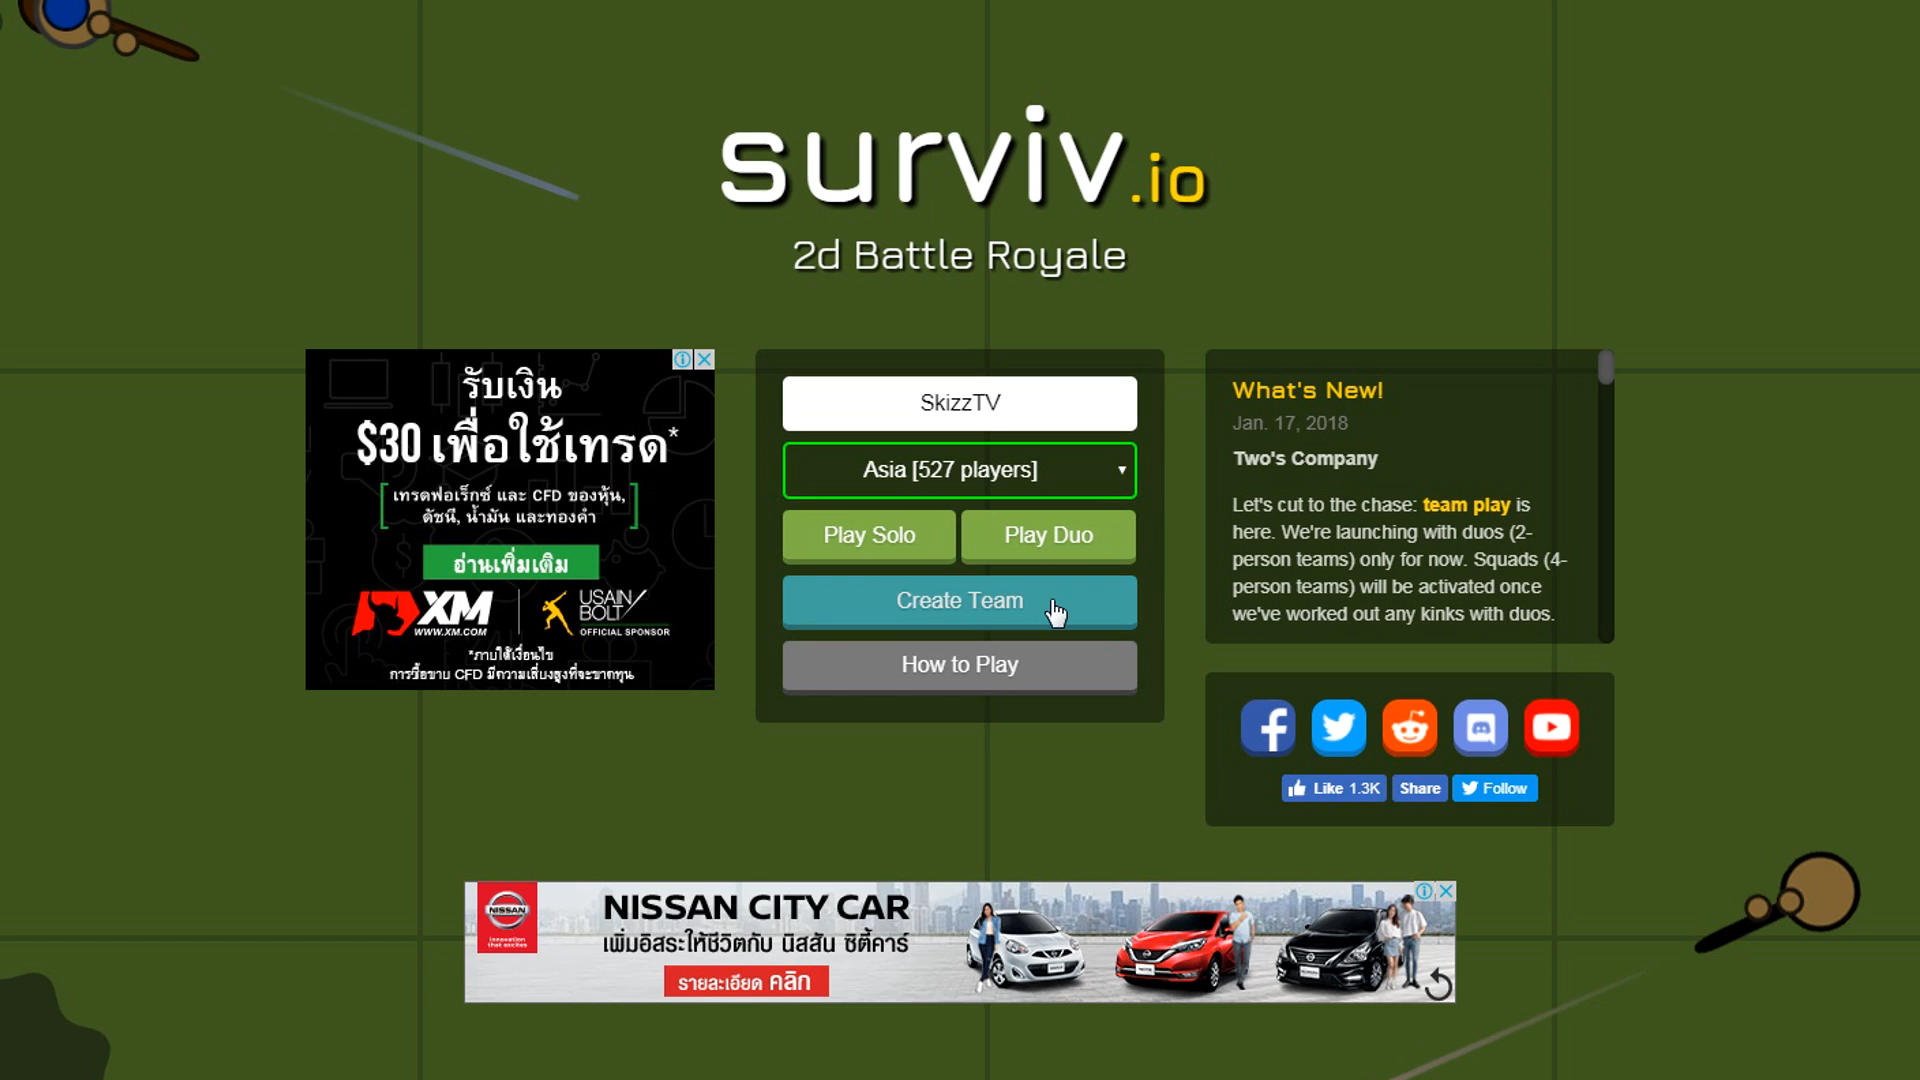 surviv.io
2d Battle Royale
รับเงิน
$30 เพื่อใช้เทรด*
เทรดฟอเร็กซ์ และ CFD ของหุ้น,
ดัชนี, น้ำมัน และทองคำ
อ่านเพิ่มเติม
XM
WWW.XM.COM
USAIN
BOLT
OFFICIAL SPONSOR
*ภายใต้เงื่อนไข
การซื้อขาย CFD มีความเสี่ยงสูงที่จะขาดทุน
SkizzTV
Asia [527 players]
Play Solo
Play Duo
Create Team
How to Play
What's New!
Jan. 17, 2018
Two's Company
Let's cut to the chase: team play is
here. We're launching with duos (2-
person teams) only for now. Squads (4-
person teams) will be activated once
we've worked out any kinks with duos.
Like 1.3K
Share
Follow
NISSAN
Innovation
that excites
NISSAN CITY CAR
เพิ่มอิสระให้ชีวิตกับ นิสสัน ซิตี้คาร์
รายละเอียด คลิก